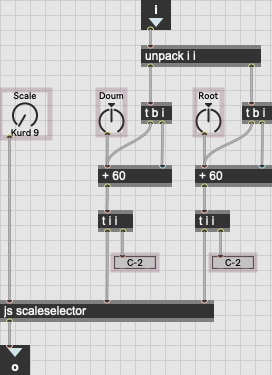 i
unpack i i
Scale
Doum
Root
t b i
t b i
Kurd 9
+ 60
+ 60
t i i
t i i
C-2
C-2
js scaleselector
o